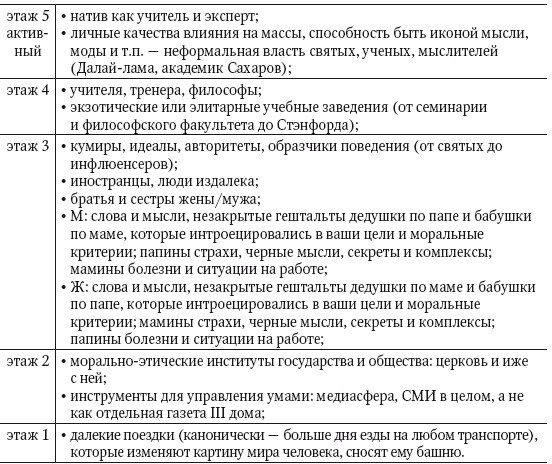 этаж 5 • натив как учитель и эксперт;
актив- • личные качества влияния на массы, способность быть иконой мысли,
ный моды и т.п. — неформальная власть святых, ученых, мыслителей
(Далай-лама, академик Сахаров);
этаж 4 • учителя, тренера, философы;
• экзотические или элитарные учебные заведения (от семинарии
и философского факультета до Стэнфорда);
этаж 3 • кумиры, идеалы, авторитеты, образчики поведения (от святых до
инфлюенсеров);
• иностранцы, люди издалека;
• братья и сестры жены/мужа;
• М: слова и мысли, незакрытые гештальты дедушки по папе и бабушки
по маме, которые интроецировались в ваши цели и моральные
критерии; папины страхи, черные мысли, секреты и комплексы;
мамины болезни и ситуации на работе;
• Ж: слова и мысли, незакрытые гештальты дедушки по маме и бабушки
по папе, которые интроецировались в ваши цели и моральные
критерии; мамины страхи, черные мысли, секреты и комплексы;
папины болезни и ситуации на работе;
этаж 2 • морально-этические институты государства и общества: церковь и иже
с ней;
• инструменты для управления умами: медиасфера, СМИ в целом, а не
как отдельная газета III дома;
этаж 1 • далекие поездки (канонически — больше дня езды на любом транспорте),
которые изменяют картину мира человека, сносят ему башню.